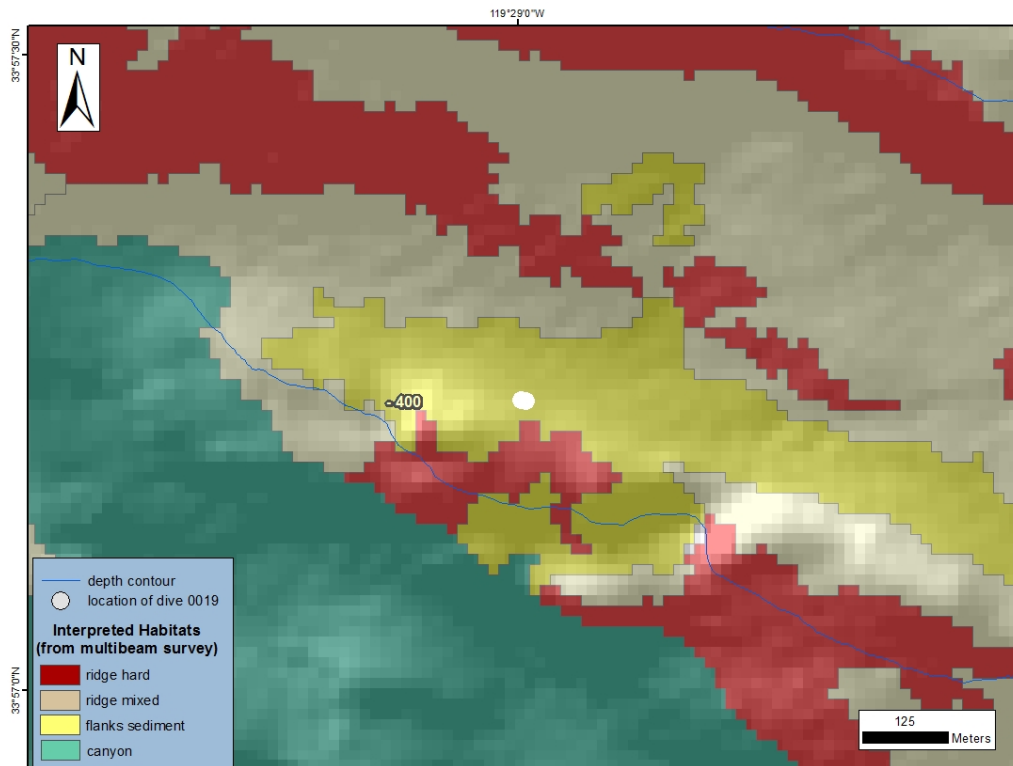 119°29'0"W
33°57'30"N
N
-400
33°57'0"N
depth contour
location of dive 0019
Interpreted Habitats
(from multibeam survey)
ridge hard
ridge mixed
flanks sediment
canyon
125
Meters